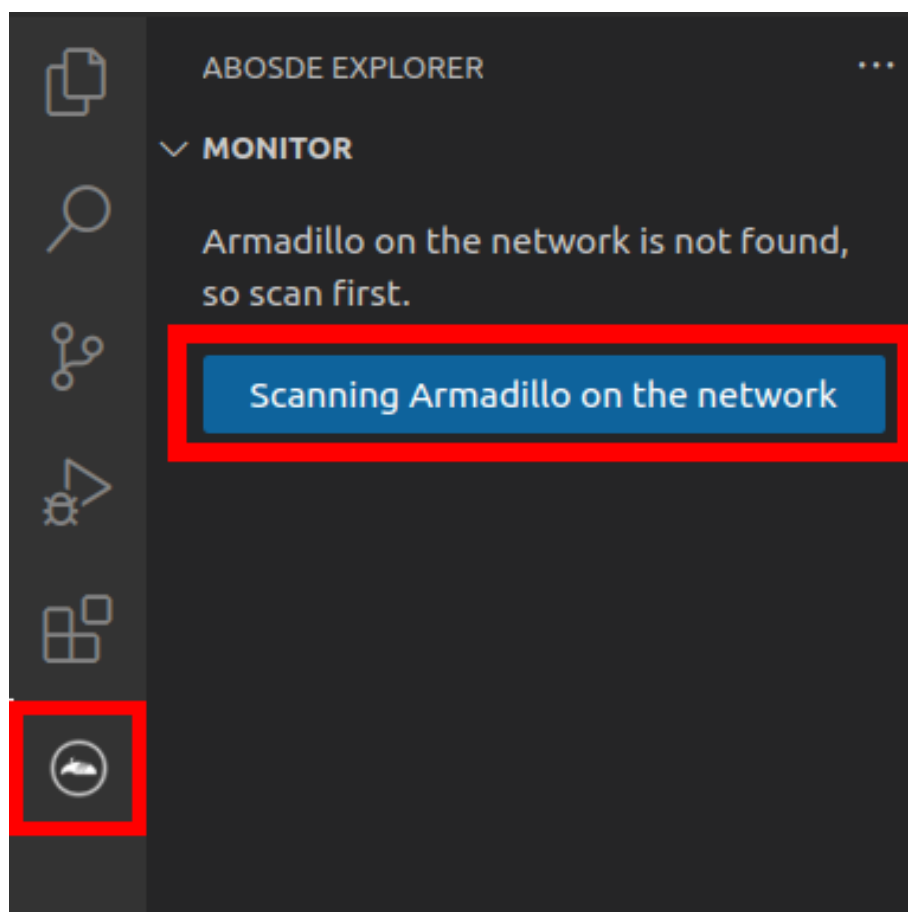 ABOSDE EXPLORER
MONITOR
Armadillo on the network is not found,
so scan first.
Scanning Armadillo on the network